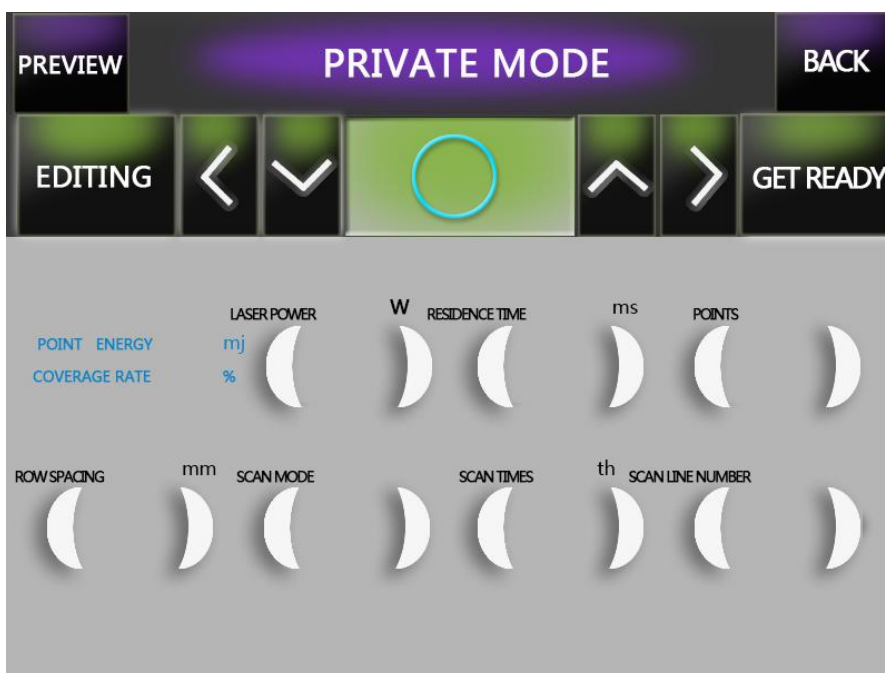 PREVIEW
PRIVATE MODE
BACK
EDITING
GET READY
LASER POWER
W
RESIDENCE TIME
ms
POINTS
POINT ENERGY
mj
COVERAGE RATE
%
ROW SPACING
mm
SCAN MODE
SCAN TIMES
th
SCAN LINE NUMBER